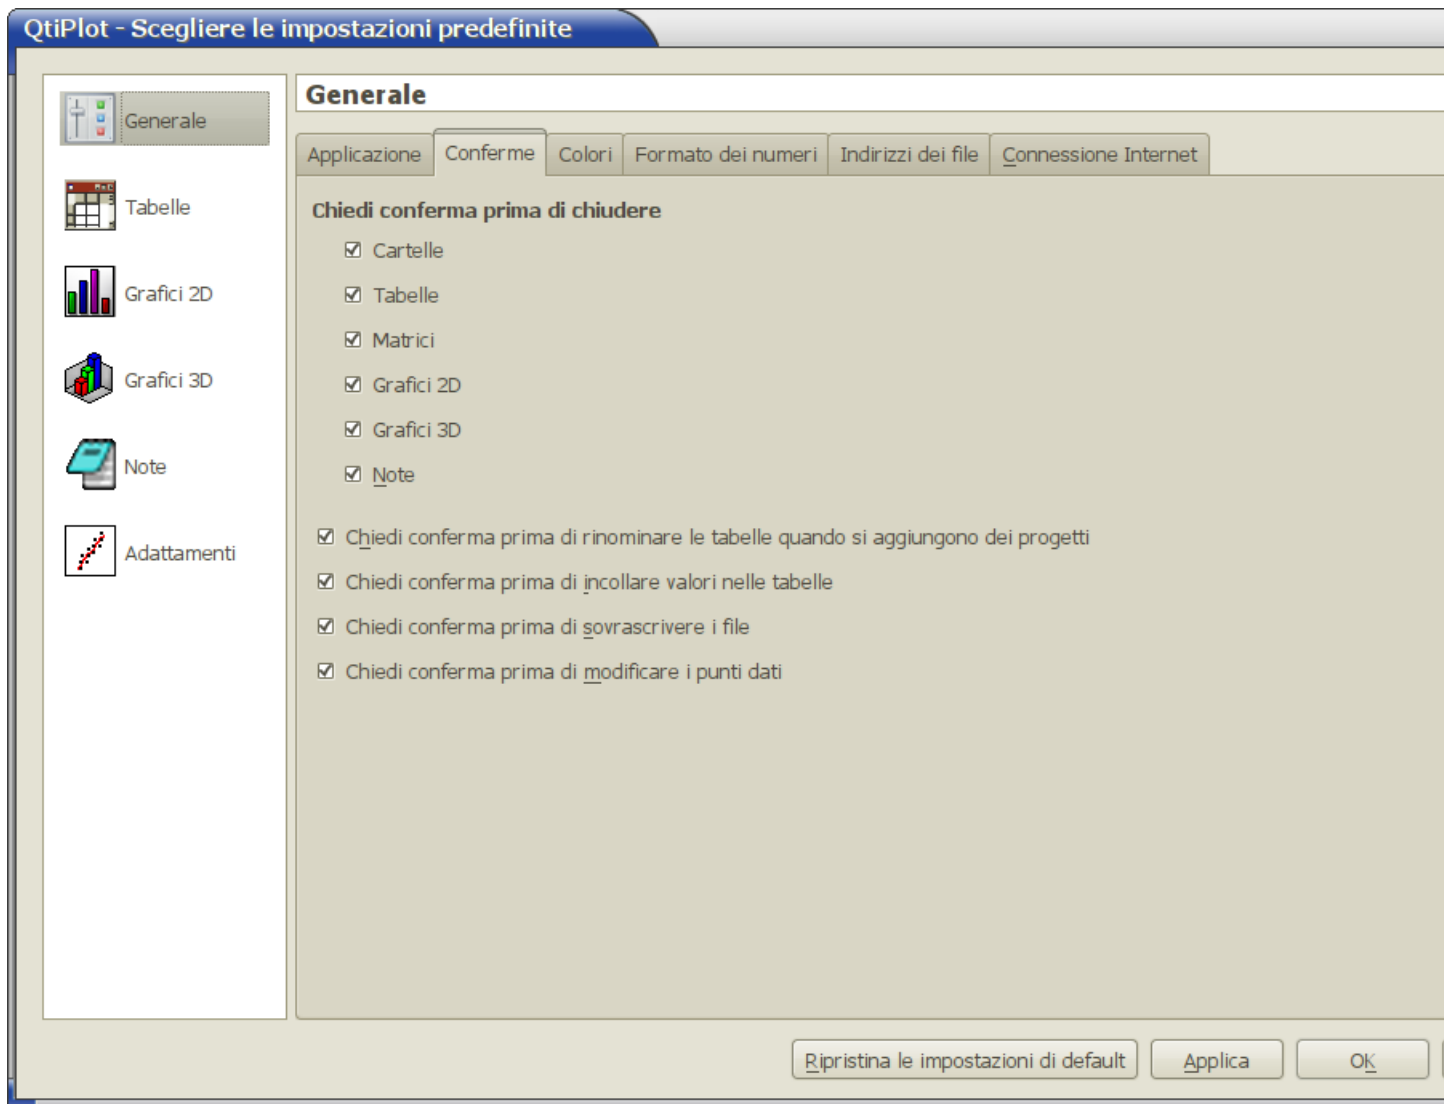 QtiPlot - Scegliere le impostazioni predefinite
Generale
Tabelle
Grafici 2D
Grafici 3D
Note
Adattamenti
Generale
Applicazione Conferme Colori Formato dei numeri Indirizzi dei file Connessione Internet
Chiedi conferma prima di chiudere
Cartelle
Tabelle
Matrici
Grafici 2D
Grafici 3D
Note
Chiedi conferma prima di rinominare le tabelle quando si aggiungono dei progetti
Chiedi conferma prima di incollare valori nelle tabelle
Chiedi conferma prima di sovrascrivere i file
Chiedi conferma prima di modificare i punti dati
Ripristina le impostazioni di default Applica OK